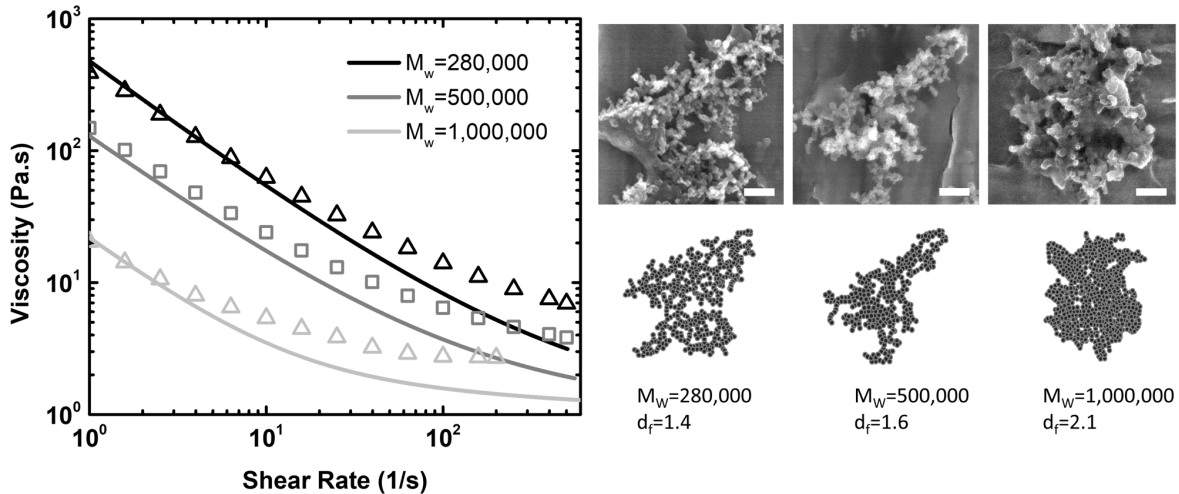 10³
10²
10¹
10⁰
Viscosity (Pa.s)
M_w=280,000
M_w=500,000
M_w=1,000,000
10⁰ 10¹ 10²
Shear Rate (1/s)
M_W=280,000
d_f=1.4
M_W=500,000
d_f=1.6
M_W=1,000,000
d_f=2.1